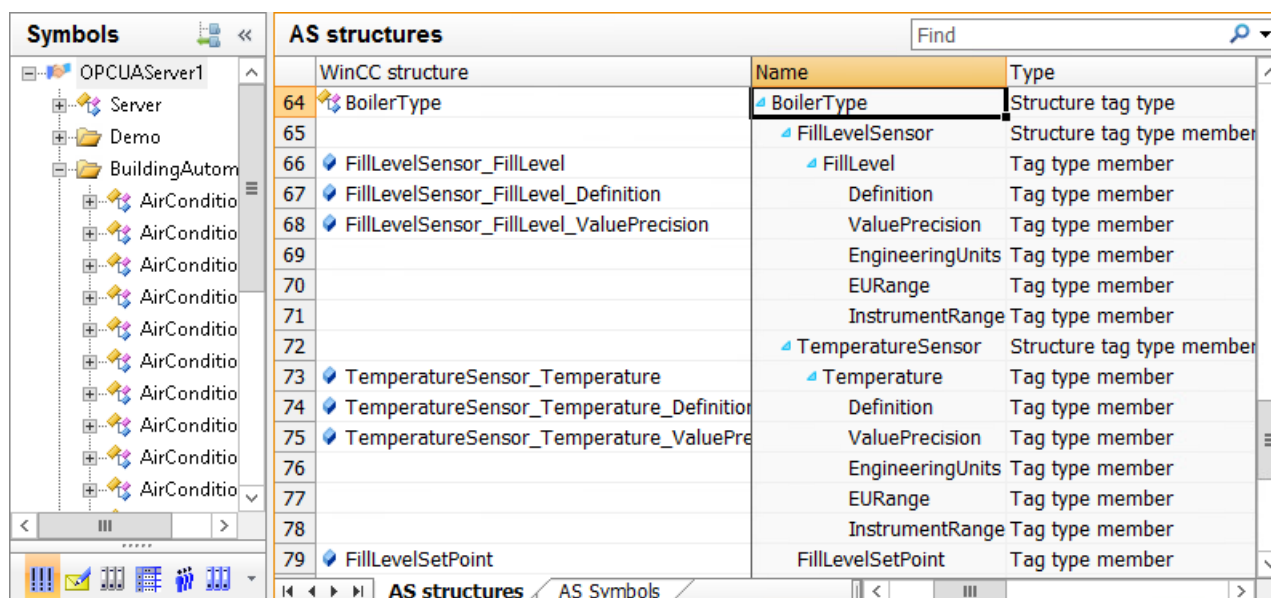 Symbols
«
OPCUAServer1
Server
Demo
BuildingAutom
AirConditio
AirConditio
AirConditio
AirConditio
AirConditio
AirConditio
AirConditio
AirConditio
AirConditio
AirConditio
AS structures
Find
WinCC structure Name Type
64 BoilerType BoilerType Structure tag type
65 FillLevelSensor Structure tag type member
66 FillLevelSensor_FillLevel FillLevel Tag type member
67 FillLevelSensor_FillLevel_Definition Definition Tag type member
68 FillLevelSensor_FillLevel_ValuePrecision ValuePrecision Tag type member
69 EngineeringUnits Tag type member
70 EURange Tag type member
71 InstrumentRange Tag type member
72 TemperatureSensor Structure tag type member
73 TemperatureSensor_Temperature Temperature Tag type member
74 TemperatureSensor_Temperature_Definition Definition Tag type member
75 TemperatureSensor_Temperature_ValuePre ValuePrecision Tag type member
76 EngineeringUnits Tag type member
77 EURange Tag type member
78 InstrumentRange Tag type member
79 FillLevelSetPoint FillLevelSetPoint Tag type member
AS structures AS Symbols